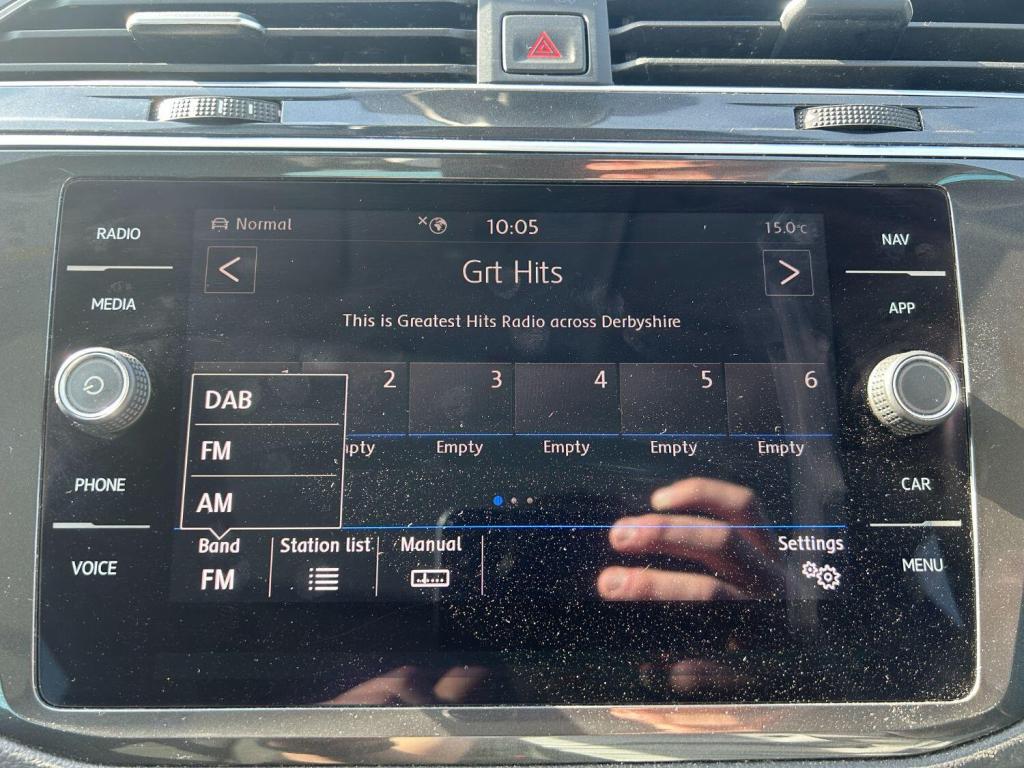 RADIO
MEDIA
PHONE
VOICE
Normal
10:05
15.0°C
Grt Hits
This is Greatest Hits Radio across Derbyshire
2
3
4
5
6
Empty
Empty
Empty
Empty
DAB
FM
AM
Band
FM
Station list
Manual
Settings
NAV
APP
CAR
MENU